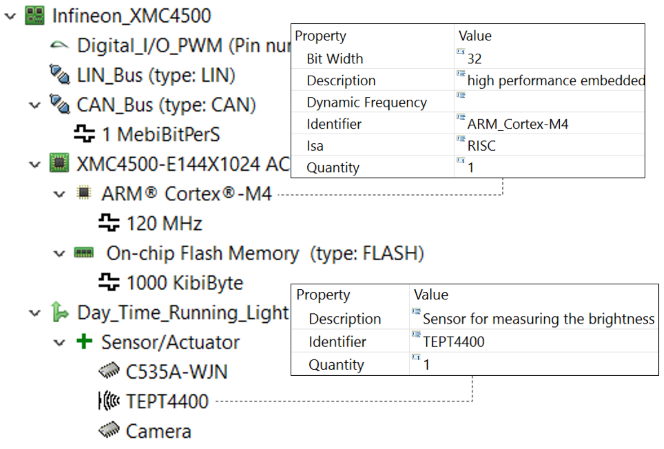 Infineon_XMC4500
Digital_I/O_PWM (Pin nur
LIN_Bus (type: LIN)
CAN_Bus (type: CAN)
1 MebiBitPerS
XMC4500-E144X1024 AC
ARM® Cortex®-M4
120 MHz
On-chip Flash Memory (type: FLASH)
1000 KibiByte
Day_Time_Running_Light
Sensor/Actuator
C535A-WJN
TEPT4400
Camera
Property Value
Bit Width 32
Description high performance embedded
Dynamic Frequency
Identifier ARM_Cortex-M4
Isa RISC
Quantity 1
Property Value
Description Sensor for measuring the brightness
Identifier TEPT4400
Quantity 1